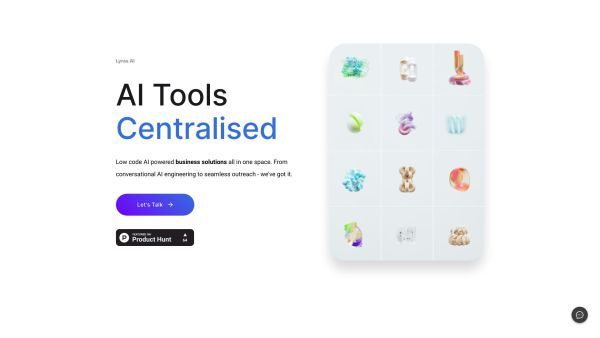 Lynxs AI
AI Tools
Centralised
Low code AI powered business solutions all in one space. From
conversational AI engineering to seamless outreach - we've got it.
Let's Talk →
FEATURED ON
Product Hunt
54